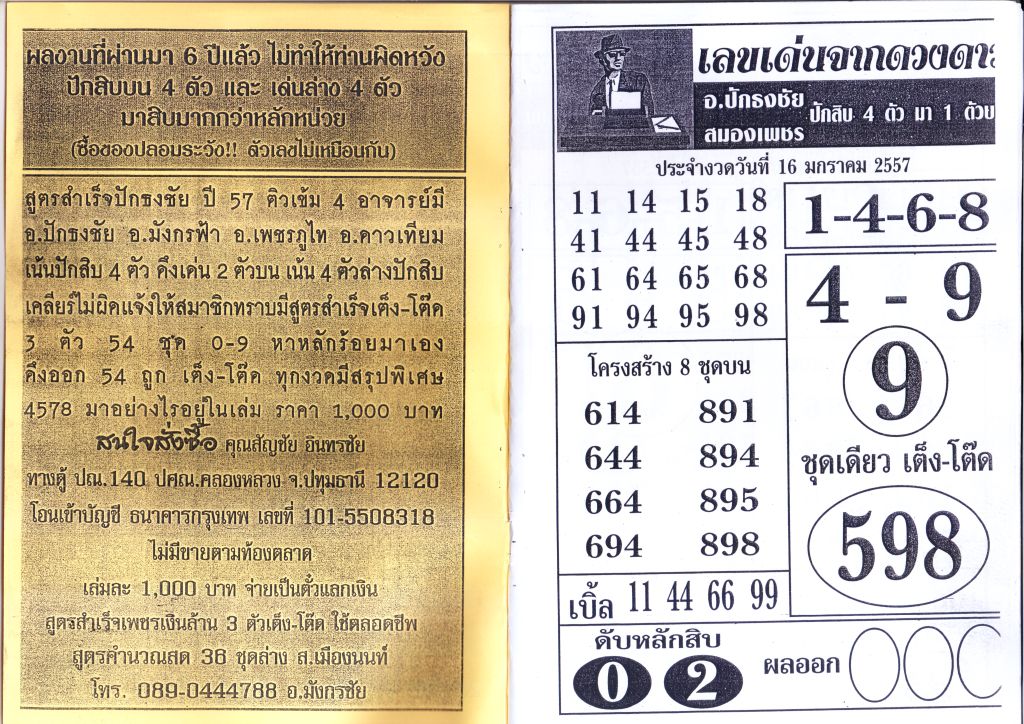 ผลงานที่ผ่านมา 6 ปีแล้ว ไม่ทำให้ท่านผิดหวัง
ปักสิบบน 4 ตัว และ เด่นล่าง 4 ตัว
มาสิบมากกว่าหลักหน่วย
(ซื้อของปลอมระวัง!! ตัวเลขไม่เหมือนกัน)
สูตรสำเร็จปักธงชัย ปี 57 คิวเข้ม 4 อาจารย์มี
อ.ปักธงชัย อ.มังกรฟ้า อ.เพชรภูไท อ.ดาวเทียม
เน้นปักสิบ 4 ตัว ดึงเด่น 2 ตัวบน เน้น 4 ตัวล่างปักสิบ
เคลียร์ไม่ผิดแจ้งให้สมาชิกทราบมีสูตรสำเร็จเต็ง-โต๊ด
3 ตัว 54 ชุด 0-9 หาหลักร้อยมาเอง
ดึงออก 54 ถูก เต็ง-โต๊ด ทุกงวดมีสรุปพิเศษ
4578 มาอย่างไรอยู่ในเล่ม ราคา 1,000 บาท
สนใจสั่งซื้อ คุณสัญชัย อินทรชัย
ทางตู้ ปณ.140 ปศณ.คลองหลวง จ.ปทุมธานี 12120
โอนเข้าบัญชี ธนาคารกรุงเทพ เลขที่ 101-5508318
ไม่มีขายตามท้องตลาด
เล่มละ 1,000 บาท จ่ายเป็นตั๋วแลกเงิน
สูตรสำเร็จเพชรเงินล้าน 3 ตัวเต็ง-โต๊ด ใช้ตลอดชีพ
สูตรคำนวณสด 36 ชุดล่าง ส.เมืองนนท์
โทร. 089-0444788 อ.มังกรชัย
เลขเด่นจากดวงดาว
อ.ปักธงชัย
สมองเพชร
ปักสิบ 4 ตัว มา 1 ด้วย
ประจำงวดวันที่ 16 มกราคม 2557
11 14 15 18
41 44 45 48
61 64 65 68
91 94 95 98
1-4-6-8
4 - 9
9
ชุดเดียว เต็ง-โต๊ด
598
โครงสร้าง 8 ชุดบน
614 891
644 894
664 895
694 898
เบิ้ล 11 44 66 99
ดับหลักสิบ
0 2
ผลออก